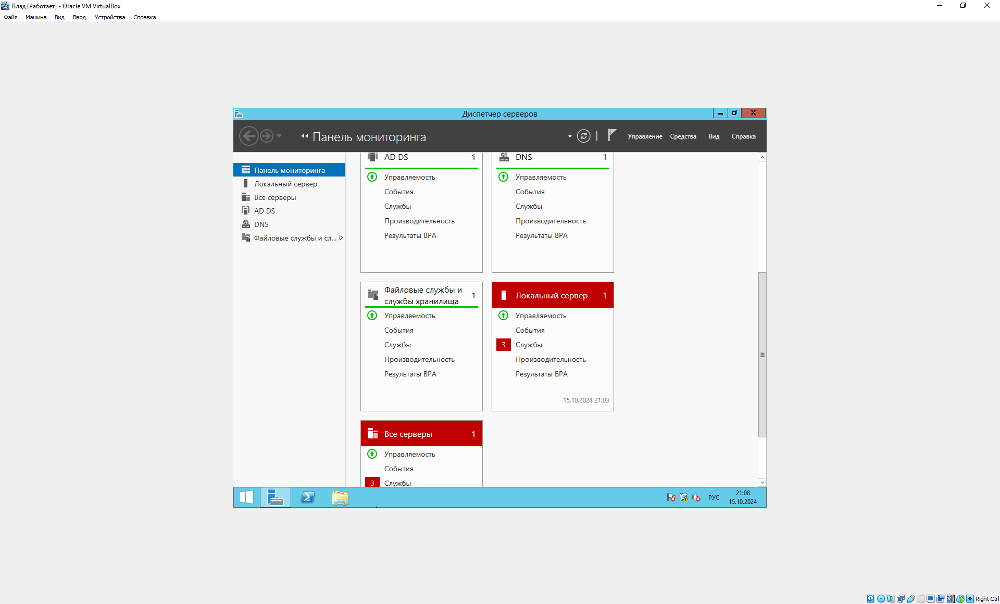 Влад [Работает] - Oracle VM VirtualBox
Файл Машина Вид Ввод Устройства Справка
Диспетчер серверов
Панель мониторинга
Управление Средства Вид Справка
Панель мониторинга
Локальный сервер
Все серверы
AD DS
DNS
Файловые службы и сл...
AD DS 1
Управляемость
События
Службы
Производительность
Результаты BPA
DNS 1
Управляемость
События
Службы
Производительность
Результаты BPA
Файловые службы и
службы хранилища 1
Управляемость
События
Службы
Производительность
Результаты BPA
Локальный сервер 1
Управляемость
События
3 Службы
Производительность
Результаты BPA
15.10.2024 21:03
Все серверы 1
Управляемость
События
3 Службы
РУС
21:08
15.10.2024
Right Ctrl